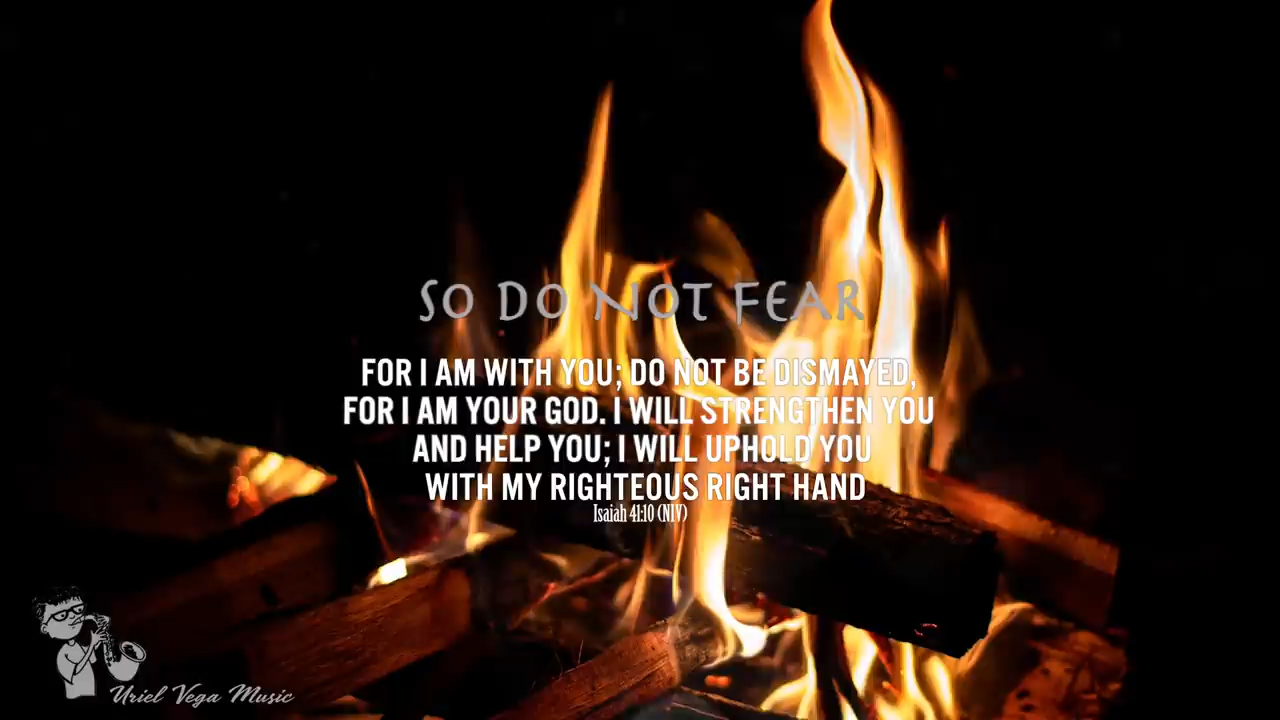 SO DO NOT FEAR
FOR I AM WITH YOU; DO NOT BE DISMAYED,
FOR I AM YOUR GOD. I WILL STRENGTHEN YOU
AND HELP YOU; I WILL UPHOLD YOU
WITH MY RIGHTEOUS RIGHT HAND
Isaiah 41:10 (NIV)
Uriel Vega Music